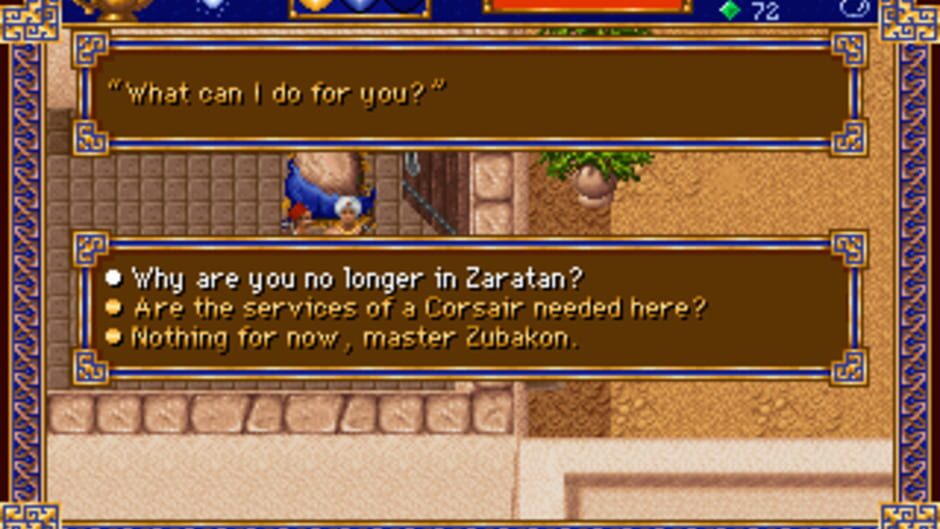 72
“What can I do for you?”
Why are you no longer in Zaratan?
Are the services of a Corsair needed here?
Nothing for now, master Zubakon.